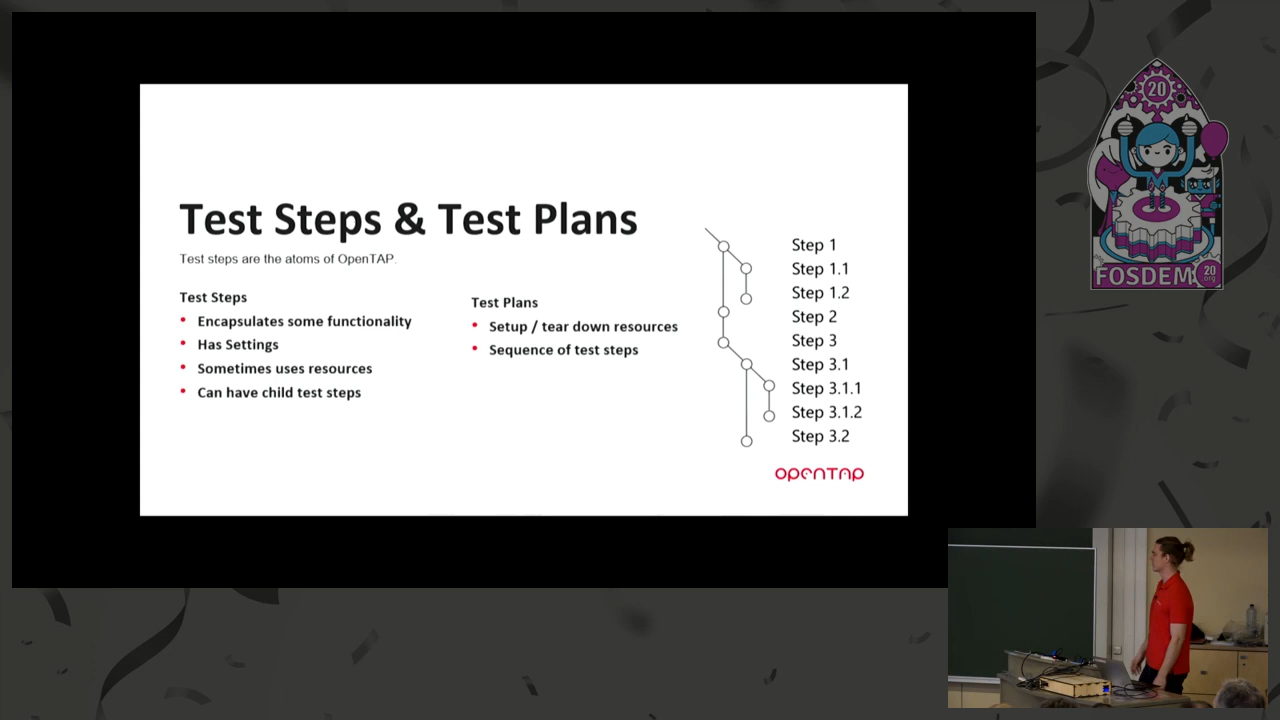 Test Steps & Test Plans
Test steps are the atoms of OpenTAP.
Test Steps
• Encapsulates some functionality
• Has Settings
• Sometimes uses resources
• Can have child test steps
Test Plans
• Setup / tear down resources
• Sequence of test steps
Step 1
Step 1.1
Step 1.2
Step 2
Step 3
Step 3.1
Step 3.1.1
Step 3.1.2
Step 3.2
OPENTAP
20
FOSDEM
20
.org